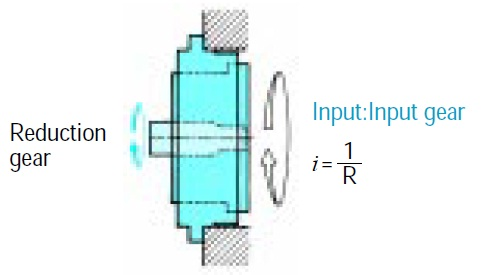 Reduction
gear
Input:Input gear
i = 1/R